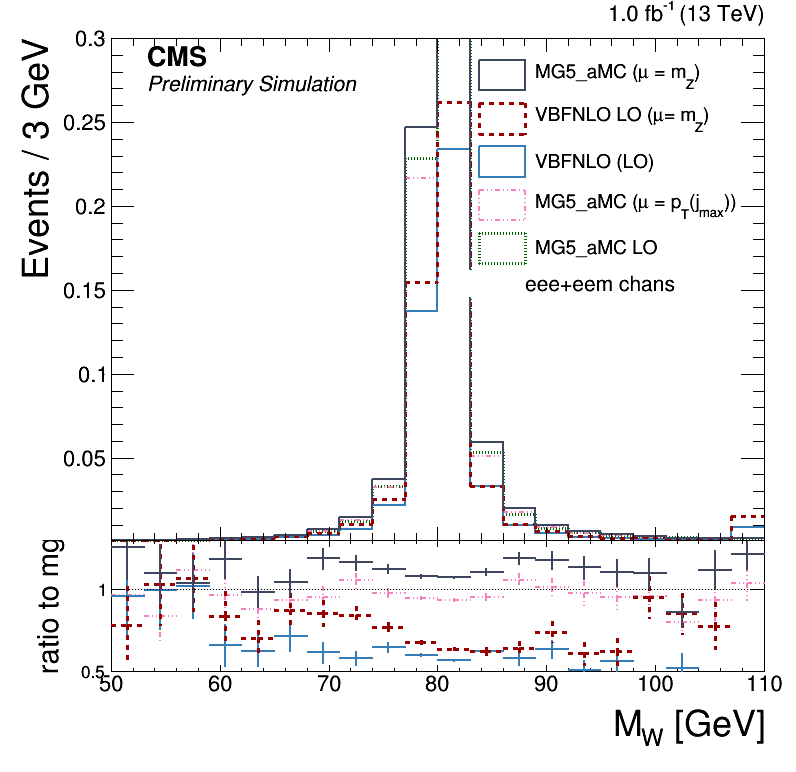 1.0 fb⁻¹ (13 TeV)
CMS
Preliminary Simulation
Events / 3 GeV
0.3
0.25
0.2
0.15
0.1
0.05
MG5_aMC (μ = m_Z)
VBFNLO LO (μ= m_Z)
VBFNLO (LO)
MG5_aMC (μ = p_T(j_max))
MG5_aMC LO
eee+eem chans
ratio to mg
1
0.5
50 60 70 80 90 100 110
M_W [GeV]